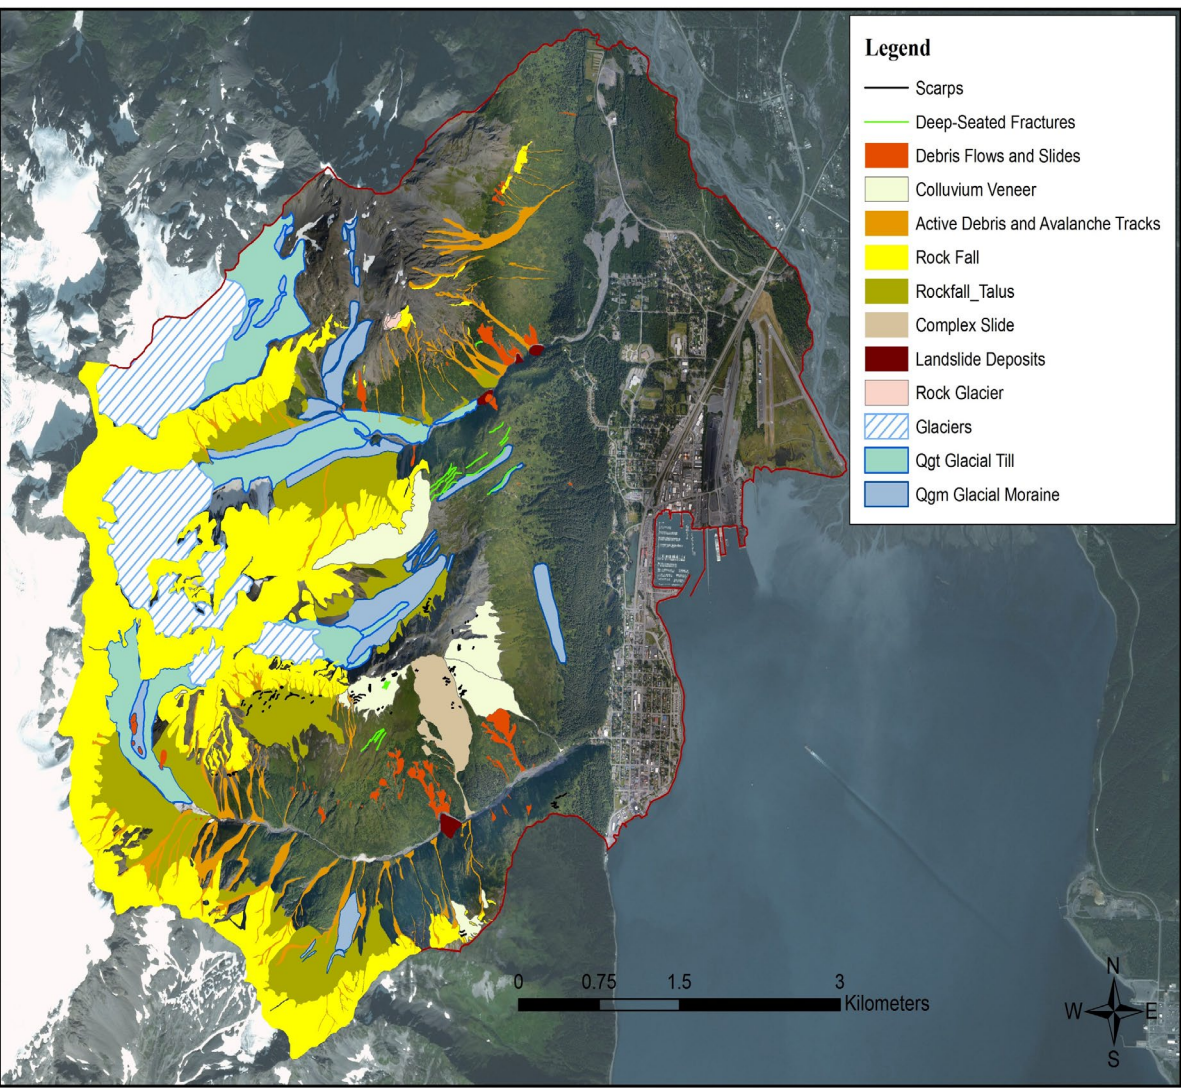 Legend
Scarps
Deep-Seated Fractures
Debris Flows and Slides
Colluvium Veneer
Active Debris and Avalanche Tracks
Rock Fall
Rockfall_Talus
Complex Slide
Landslide Deposits
Rock Glacier
Glaciers
Qgt Glacial Till
Qgm Glacial Moraine
0 0.75 1.5 3
Kilometers
N
W E
S